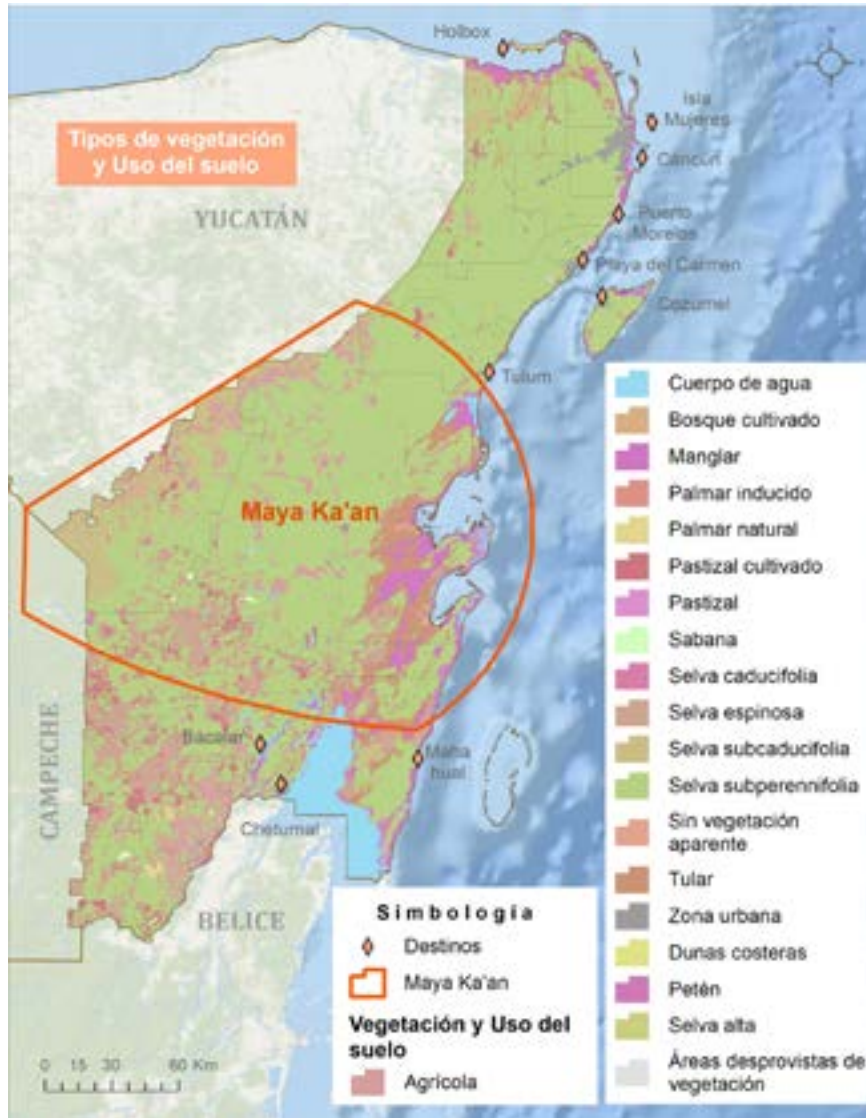 Holbox
Isla
Mujeres
Tipos de vegetación
y Uso del suelo
Cancún
YUCATÁN
Puerto
Morelos
Playa del Carmen
Cozumel
Tulum
Maya Ka'an
CAMPECHE
Bacalar
Maha
hual
Chetumal
BELICE
0 15 30 60 Km
Simbología
Destinos
Maya Ka'an
Vegetación y Uso del
suelo
Agrícola
Cuerpo de agua
Bosque cultivado
Manglar
Palmar inducido
Palmar natural
Pastizal cultivado
Pastizal
Sabana
Selva caducifolia
Selva espinosa
Selva subcaducifolia
Selva subperennifolia
Sin vegetación
aparente
Tular
Zona urbana
Dunas costeras
Petén
Selva alta
Áreas desprovistas de
vegetación